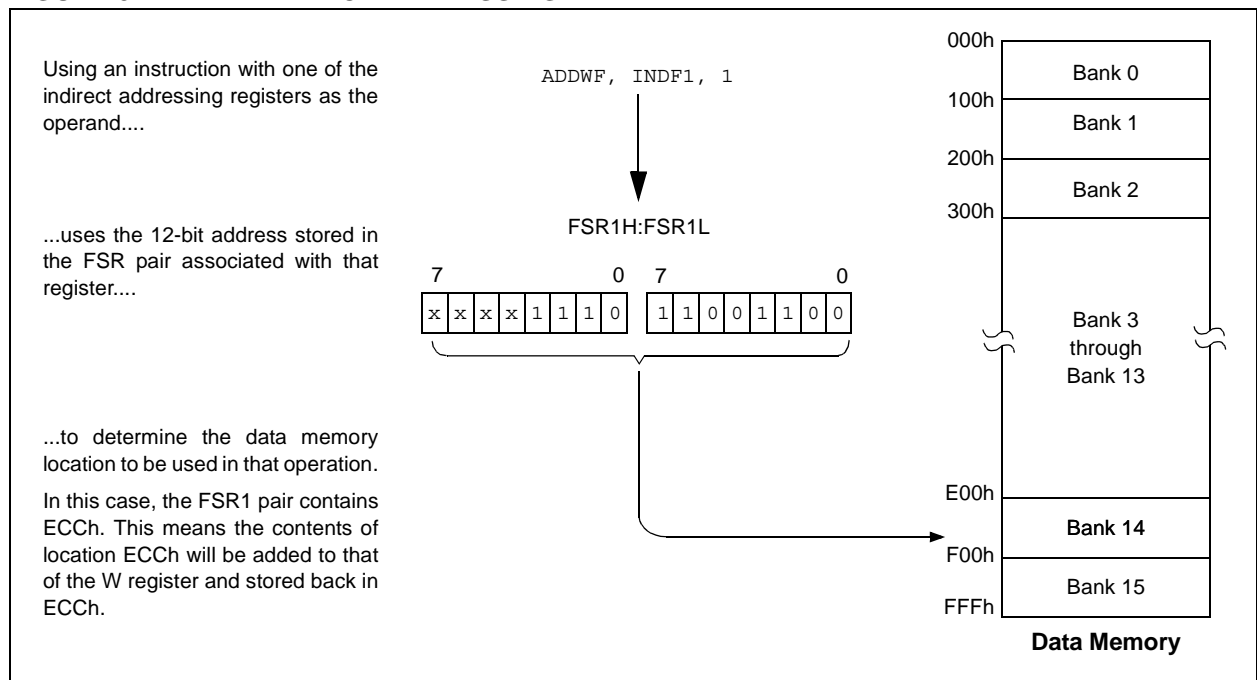 Using an instruction with one of the
indirect addressing registers as the
operand....
ADDWF, INDF1, 1
...uses the 12-bit address stored in
the FSR pair associated with that
register....
FSR1H:FSR1L
7 0 7 0
x x x x 1 1 1 0 1 1 0 0 1 1 0 0
...to determine the data memory
location to be used in that operation.
In this case, the FSR1 pair contains
ECCh. This means the contents of
location ECCh will be added to that
of the W register and stored back in
ECCh.
000h
Bank 0
100h
Bank 1
200h
Bank 2
300h
Bank 3
through
Bank 13
E00h
Bank 14
F00h
Bank 15
FFFh
Data Memory